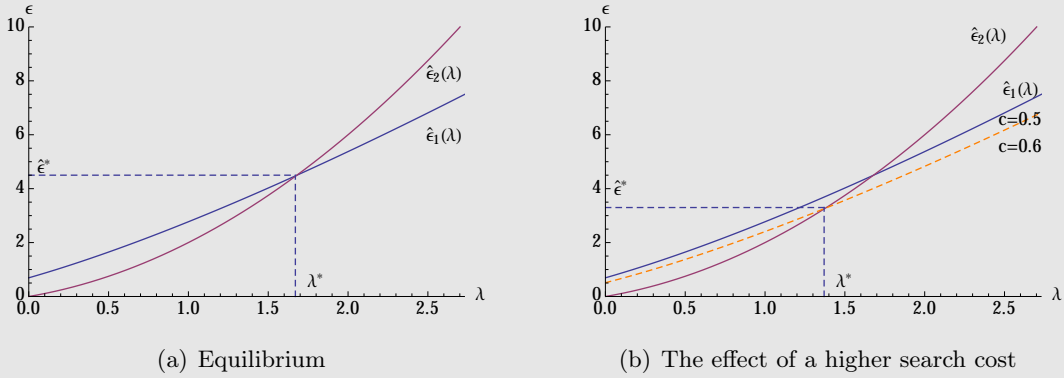 ϵ
10
8
6
4
2
0
ϵ̂₂(λ)
ϵ̂₁(λ)
ϵ̂*
λ*
0.0 0.5 1.0 1.5 2.0 2.5 λ
(a) Equilibrium
ϵ
10
8
6
4
2
0
ϵ̂₂(λ)
ϵ̂₁(λ)
c=0.5
c=0.6
ϵ̂*
λ*
0.0 0.5 1.0 1.5 2.0 2.5 λ
(b) The effect of a higher search cost